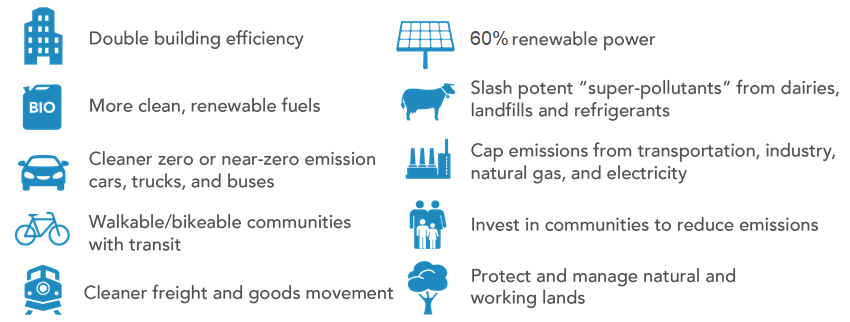 Double building efficiency
60% renewable power
BIO
More clean, renewable fuels
Slash potent “super-pollutants” from dairies,
landfills and refrigerants
Cleaner zero or near-zero emission
cars, trucks, and buses
Cap emissions from transportation, industry,
natural gas, and electricity
Walkable/bikeable communities
with transit
Invest in communities to reduce emissions
Cleaner freight and goods movement
Protect and manage natural and
working lands